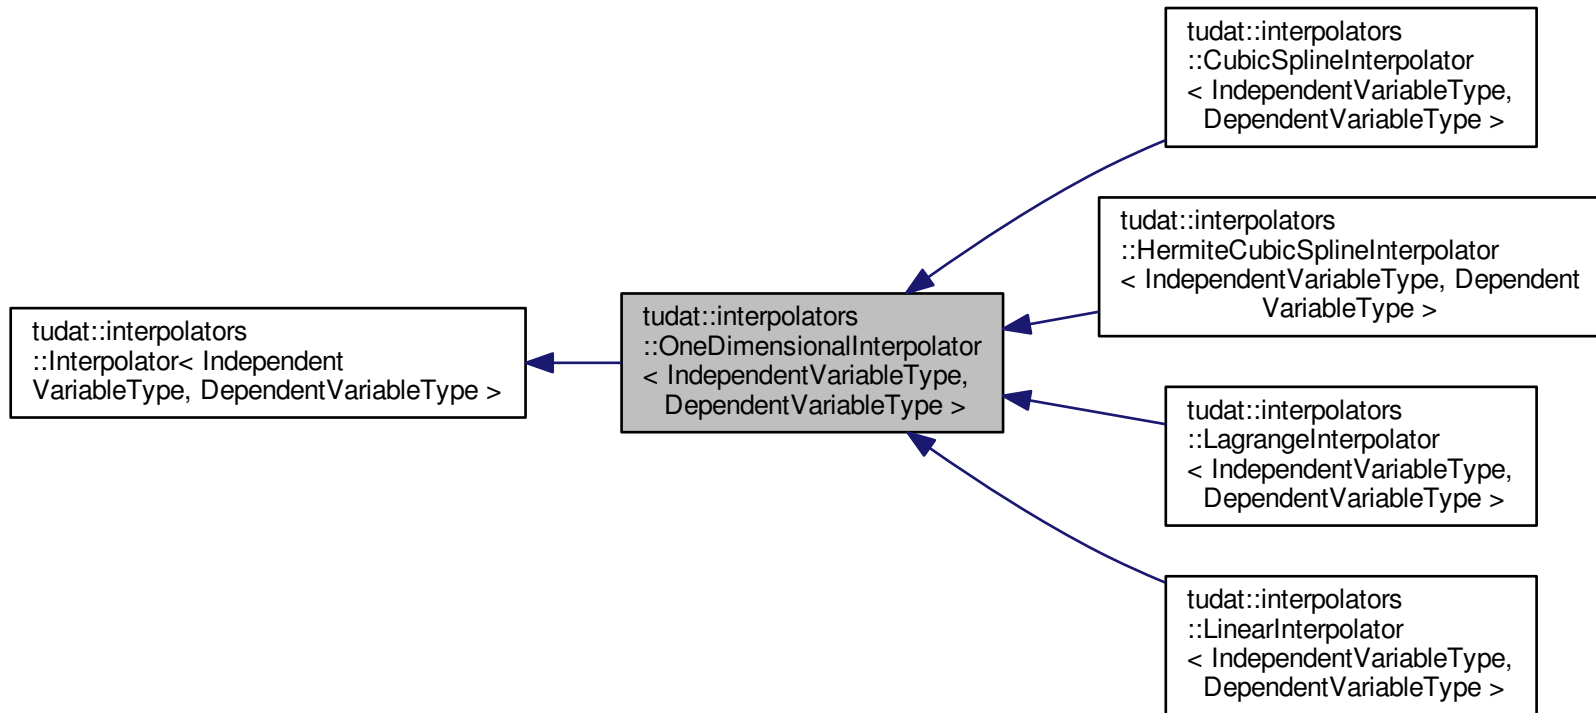 tudat::interpolators
::CubicSplineInterpolator
< IndependentVariableType,
DependentVariableType >
tudat::interpolators
::HermiteCubicSplineInterpolator
< IndependentVariableType, Dependent
VariableType >
tudat::interpolators
::Interpolator< Independent
VariableType, DependentVariableType >
tudat::interpolators
::OneDimensionalInterpolator
< IndependentVariableType,
DependentVariableType >
tudat::interpolators
::LagrangeInterpolator
< IndependentVariableType,
DependentVariableType >
tudat::interpolators
::LinearInterpolator
< IndependentVariableType,
DependentVariableType >